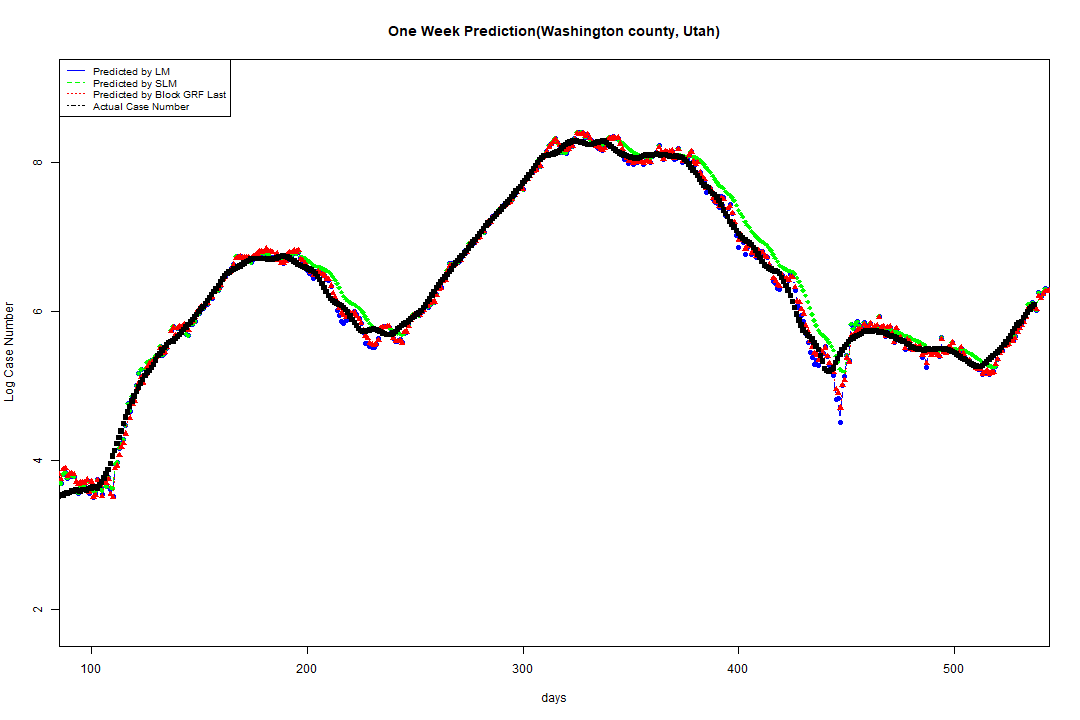 One Week Prediction(Washington county, Utah)
Predicted by LM
Predicted by SLM
Predicted by Block GRF Last
Actual Case Number
8
6
4
2
Log Case Number
100 200 300 400 500
days